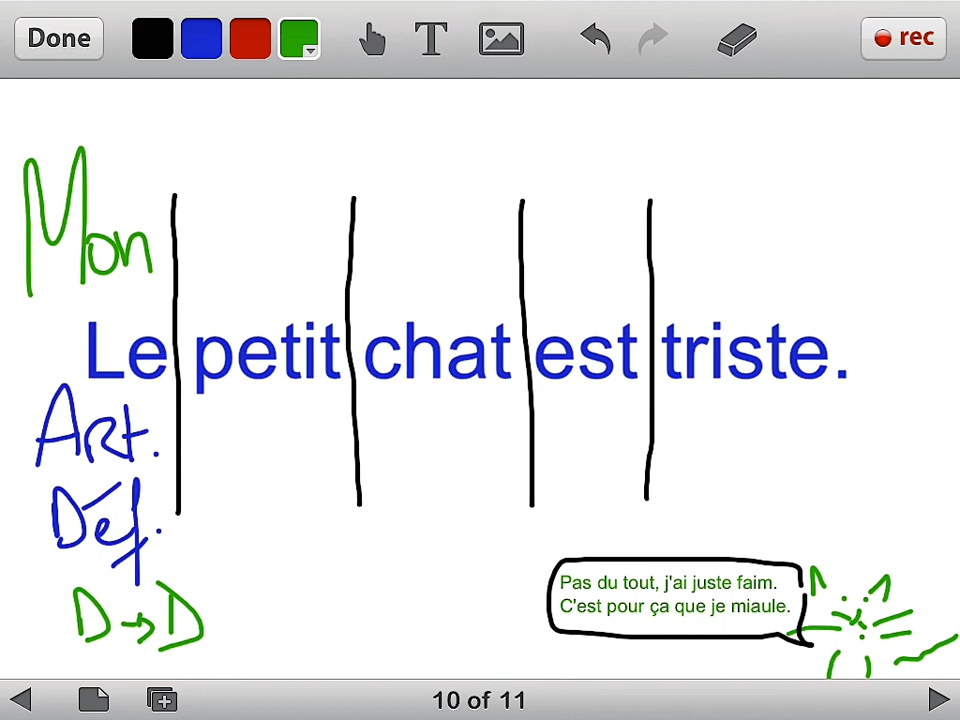 Done
T
rec
Mon
Le petit chat est triste.
Art.
Déf.
D→D
Pas du tout, j'ai juste faim.
C'est pour ça que je miaule.
10 of 11